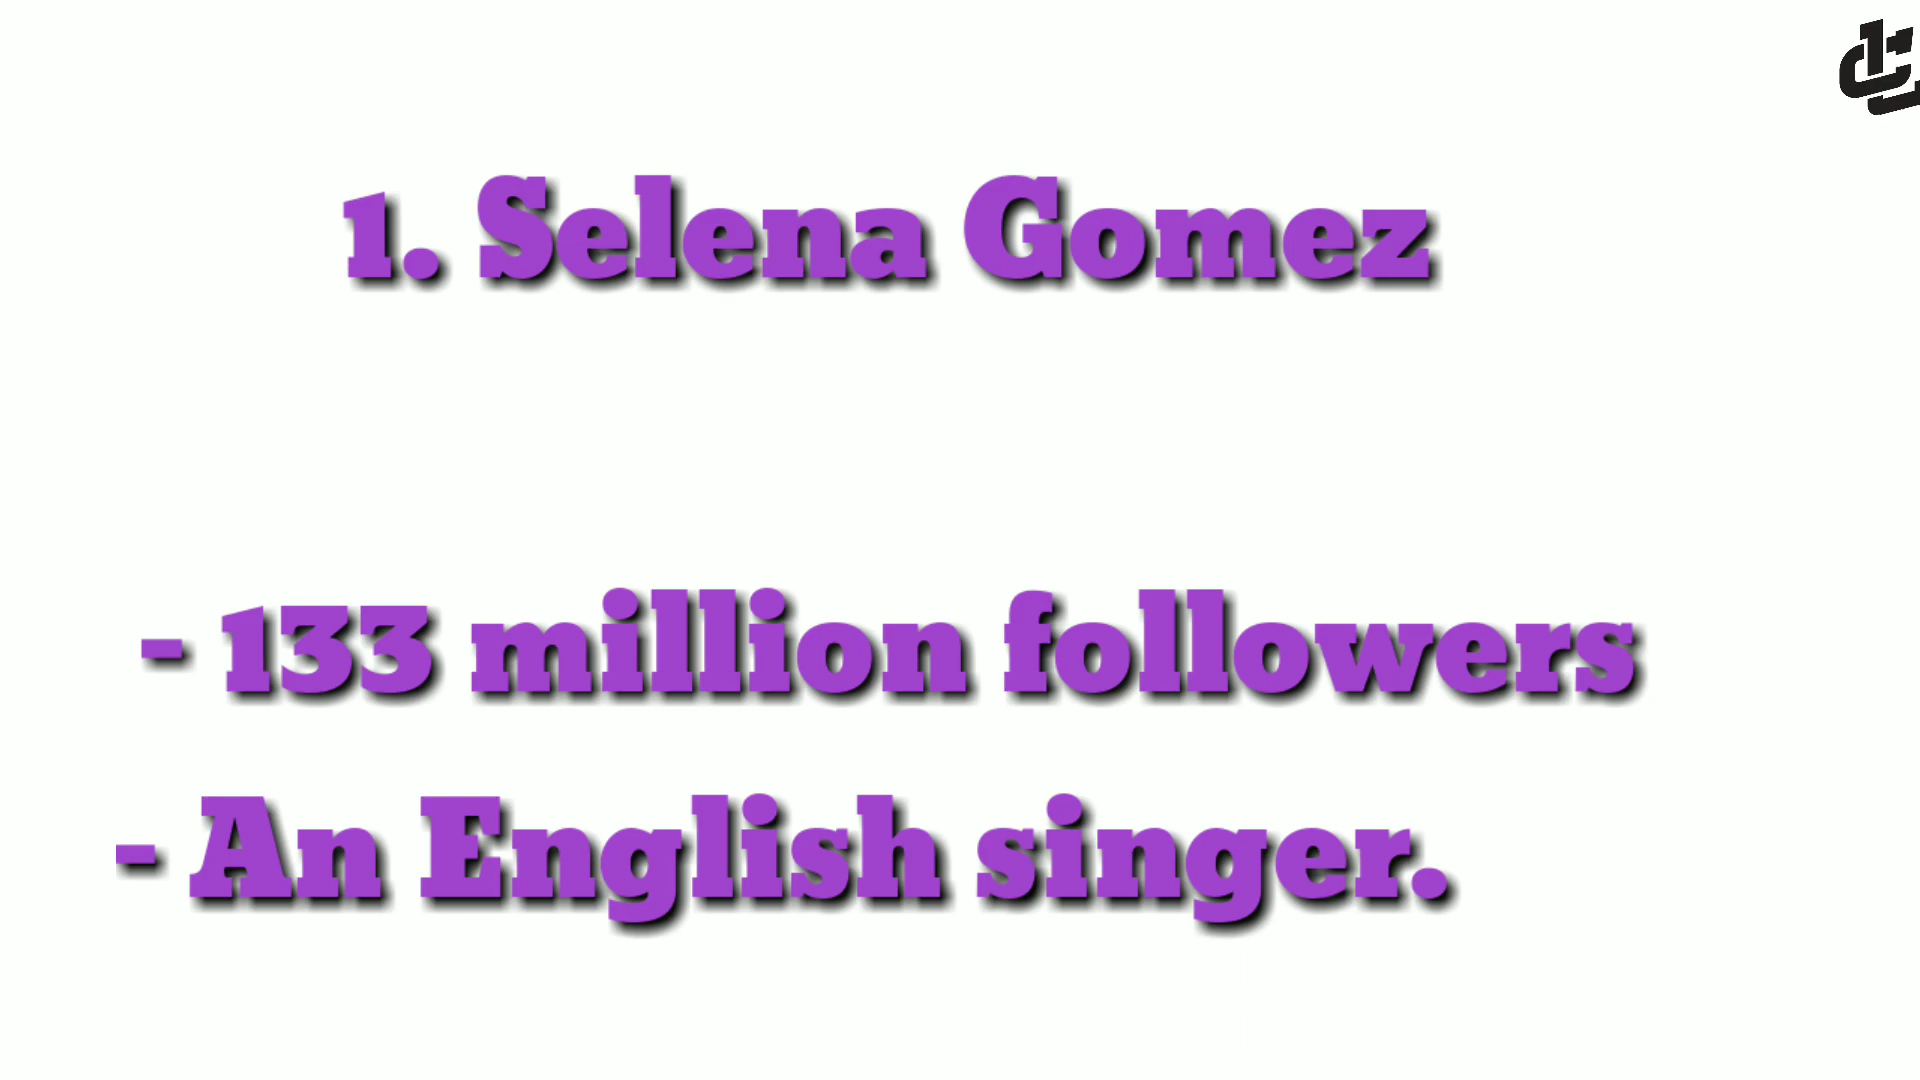 1. Selena Gomez
- 133 million followers
- An English singer.